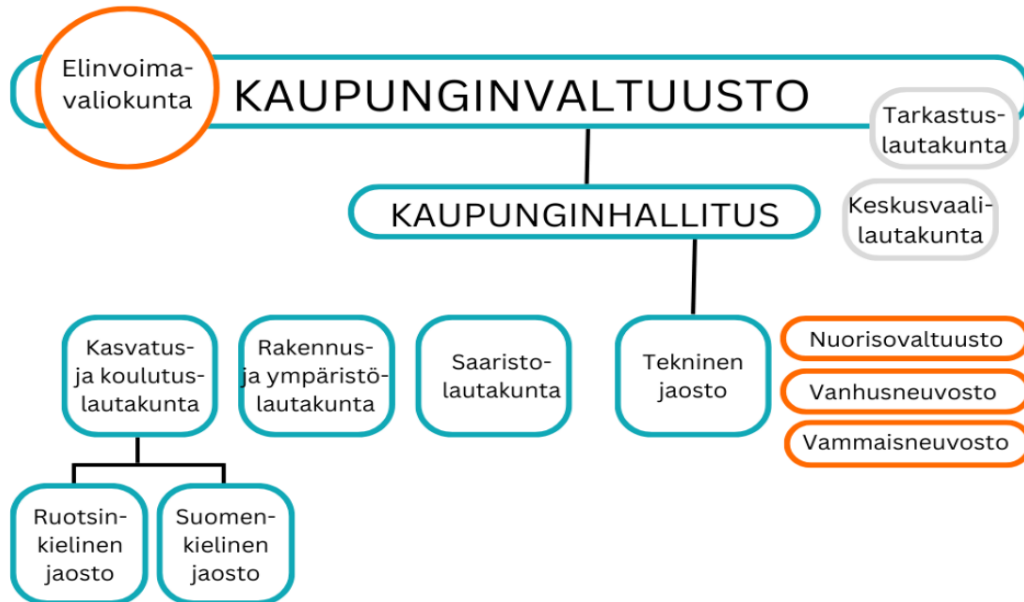 Elinvoima-
valiokunta
KAUPUNGINVALTUUSTO
Tarkastus-
lautakunta
KAUPUNGINHALLITUS
Keskusvaali-
lautakunta
Kasvatus-
ja koulutus-
lautakunta
Rakennus-
ja ympäristö-
lautakunta
Saaristo-
lautakunta
Tekninen
jaosto
Nuorisovaltuusto
Vanhusneuvosto
Vammaisneuvosto
Ruotsin-
kielinen
jaosto
Suomen-
kielinen
jaosto